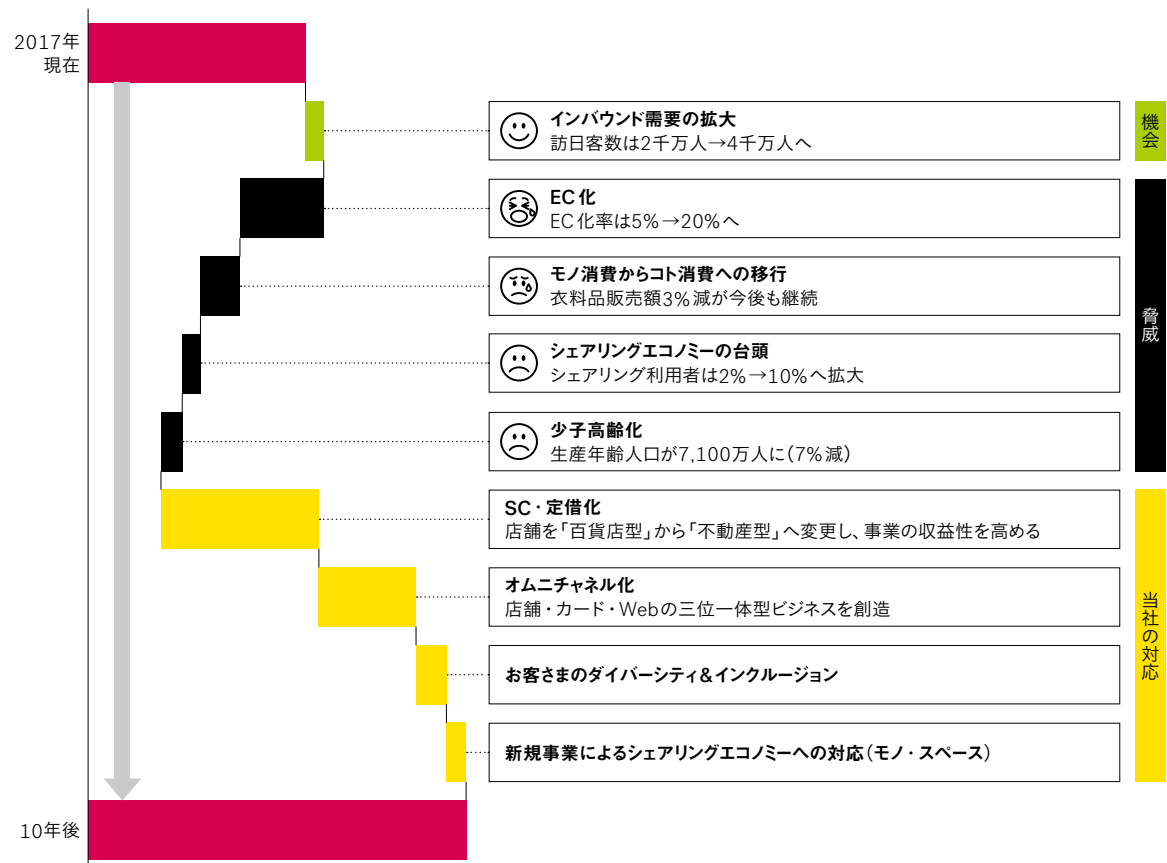 2017年
現在
インバウンド需要の拡大
訪日客数は2千万人→4千万人へ
機会
EC化
EC化率は5%→20%へ
モノ消費からコト消費への移行
衣料品販売額3%減が今後も継続
シェアリングエコノミーの台頭
シェアリング利用者は2%→10%へ拡大
少子高齢化
生産年齢人口が7,100万人に(7%減)
脅威
SC・定借化
店舗を「百貨店型」から「不動産型」へ変更し、事業の収益性を高める
オムニチャネル化
店舗・カード・Webの三位一体型ビジネスを創造
お客さまのダイバーシティ&インクルージョン
新規事業によるシェアリングエコノミーへの対応(モノ・スペース)
当社の対応
10年後